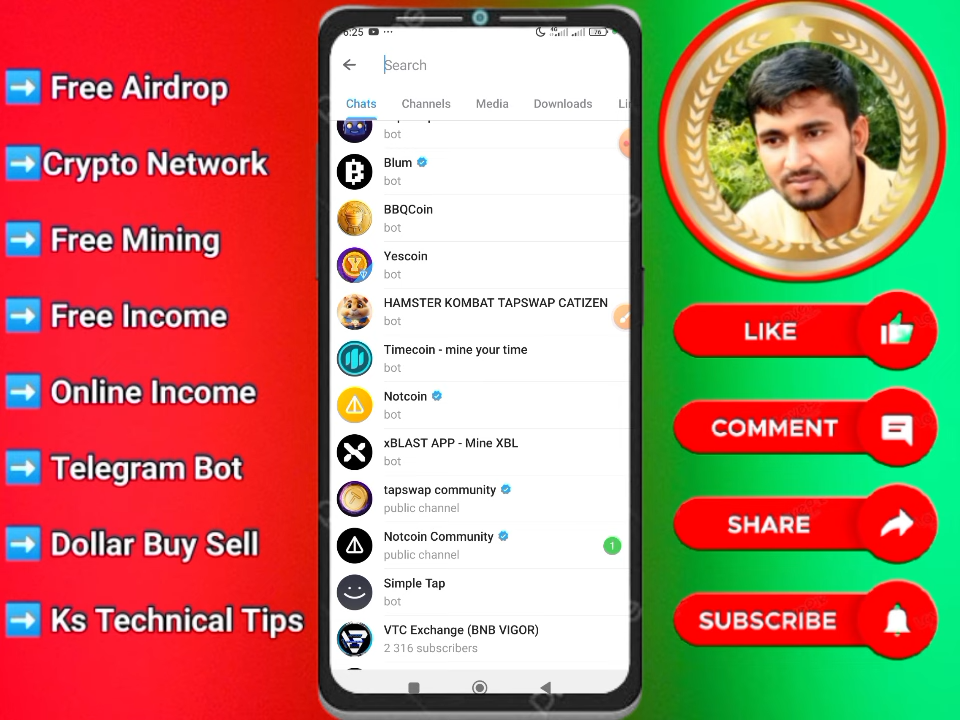 Free Airdrop
Crypto Network
Free Mining
Free Income
Online Income
Telegram Bot
Dollar Buy Sell
Ks Technical Tips
6:25
4G
76
Search
Chats
Channels
Media
Downloads
Li
bot
Blum
bot
BBQCoin
bot
Yescoin
bot
HAMSTER KOMBAT TAPSWAP CATIZEN
bot
Timecoin - mine your time
bot
Notcoin
bot
xBLAST APP - Mine XBL
bot
tapswap community
public channel
Notcoin Community
public channel
1
Simple Tap
bot
VTC Exchange (BNB VIGOR)
2 316 subscribers
LIKE
COMMENT
SHARE
SUBSCRIBE